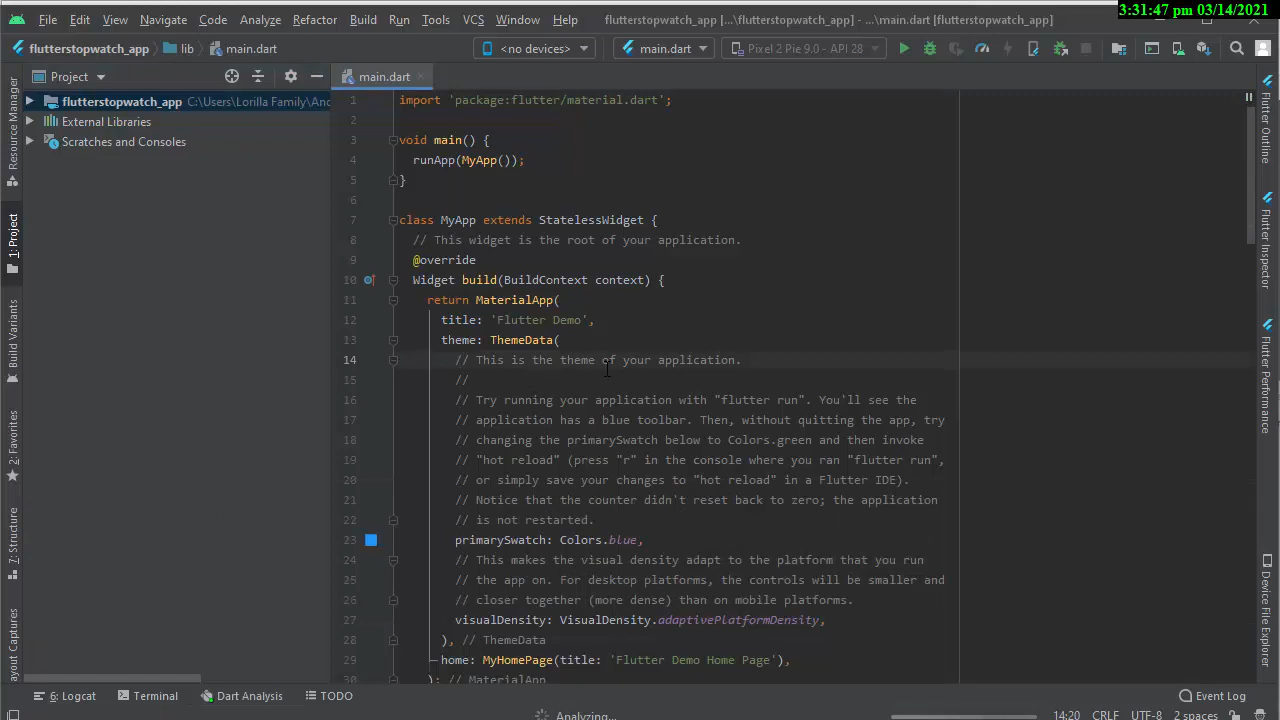 File Edit View Navigate Code Analyze Refactor Build Run Tools VCS Window Help flutterstopwatch_app [...\flutterstopwatch_app] - ...\main.dart [flutterstopwatch_app]
3:31:47 pm 03/14/2021
flutterstopwatch_app lib main.dart <no devices> main.dart Pixel 2 Pie 9.0 - API 28
Project main.dart
flutterstopwatch_app C:\Users\Lorilla Family\Anc
External Libraries
Scratches and Consoles
Resource Manager
1: Project
Build Variants
2: Favorites
7: Structure
ayout Captures
1 import 'package:flutter/material.dart';
2
3 void main() {
4 runApp(MyApp());
5 }
6
7 class MyApp extends StatelessWidget {
8 // This widget is the root of your application.
9 @override
10 Widget build(BuildContext context) {
11 return MaterialApp(
12 title: 'Flutter Demo',
13 theme: ThemeData(
14 // This is the theme of your application.
15 //
16 // Try running your application with "flutter run". You'll see the
17 // application has a blue toolbar. Then, without quitting the app, try
18 // changing the primarySwatch below to Colors.green and then invoke
19 // "hot reload" (press "r" in the console where you ran "flutter run",
20 // or simply save your changes to "hot reload" in a Flutter IDE).
21 // Notice that the counter didn't reset back to zero; the application
22 // is not restarted.
23 primarySwatch: Colors.blue,
24 // This makes the visual density adapt to the platform that you run
25 // the app on. For desktop platforms, the controls will be smaller and
26 // closer together (more dense) than on mobile platforms.
27 visualDensity: VisualDensity.adaptivePlatformDensity,
28 ), // ThemeData
29 home: MyHomePage(title: 'Flutter Demo Home Page'),
30 ); // MaterialApp
Flutter Outline
Flutter Inspector
Flutter Performance
Device File Explorer
6: Logcat Terminal Dart Analysis TODO Event Log
Analyzing... 14:20 CRLF UTF-8 2 spaces